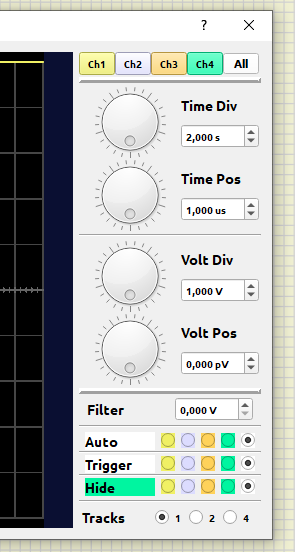 ?
Ch1 Ch2 Ch3 Ch4 All
Time Div
2,000 s
Time Pos
1,000 us
Volt Div
1,000 V
Volt Pos
0,000 pV
Filter 0,000 V
Auto
Trigger
Hide
Tracks 1 2 4